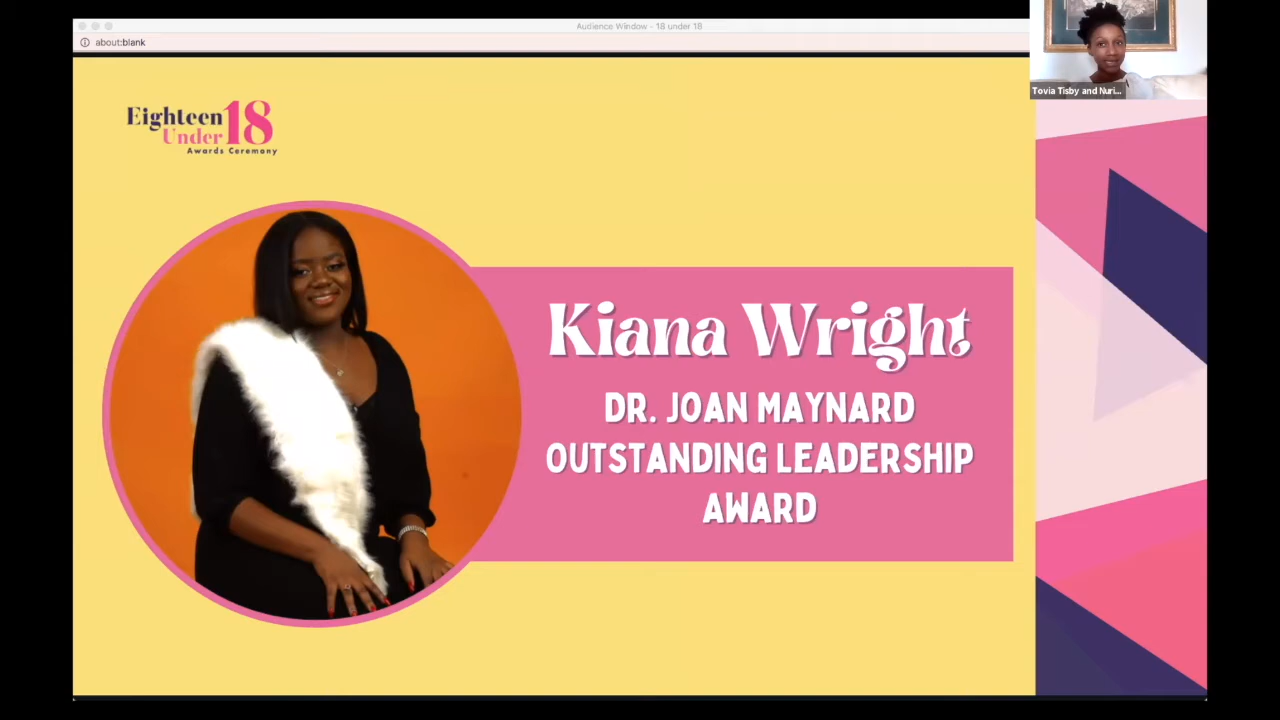 Audience Window - 18 under 18
about:blank
Tovia Tisby and Nuri...
Eighteen
Under 18
Awards Ceremony
Kiana Wright
DR. JOAN MAYNARD
OUTSTANDING LEADERSHIP
AWARD